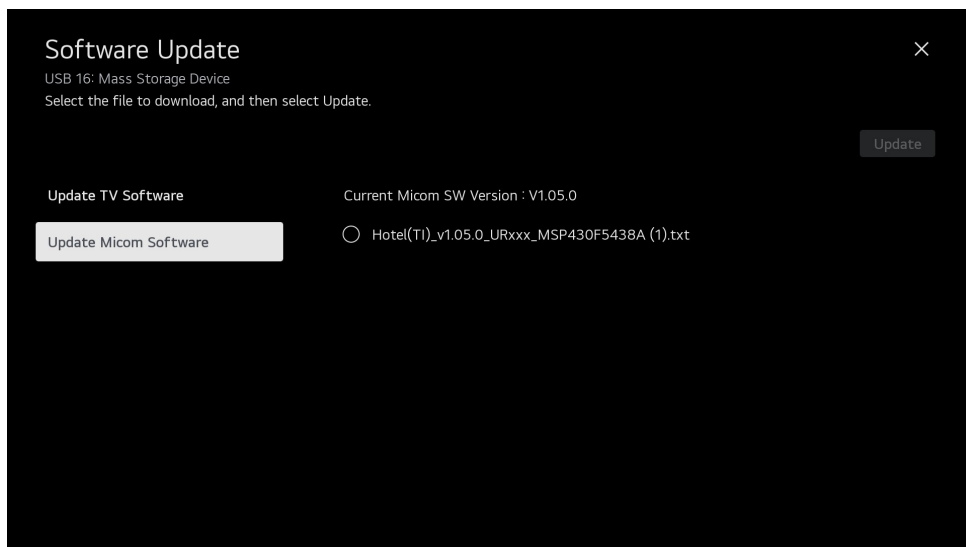 Software Update
USB 16: Mass Storage Device
Select the file to download, and then select Update.
Update
Update TV Software
Current Micom SW Version : V1.05.0
Update Micom Software
Hotel(TI)_v1.05.0_URxxx_MSP430F5438A (1).txt